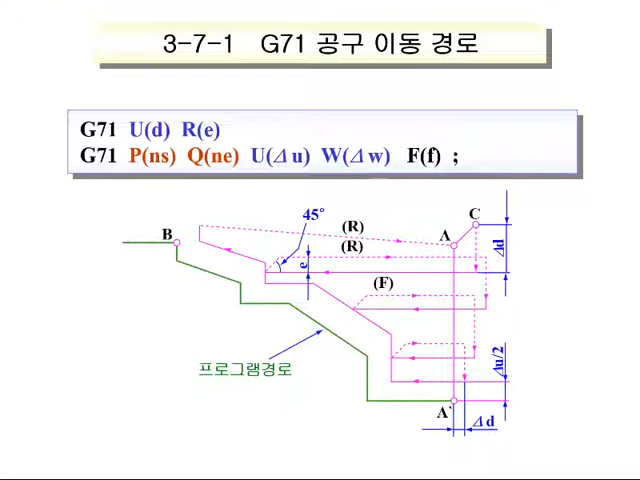 3-7-1 G71 공구 이동 경로
G71 U(d) R(e)
G71 P(ns) Q(ne) U(Δu) W(Δw) F(f) ;
45°
(R)
C
B
A
(R)
Δd
e
(F)
Δu/2
프로그램경로
A`
Δd